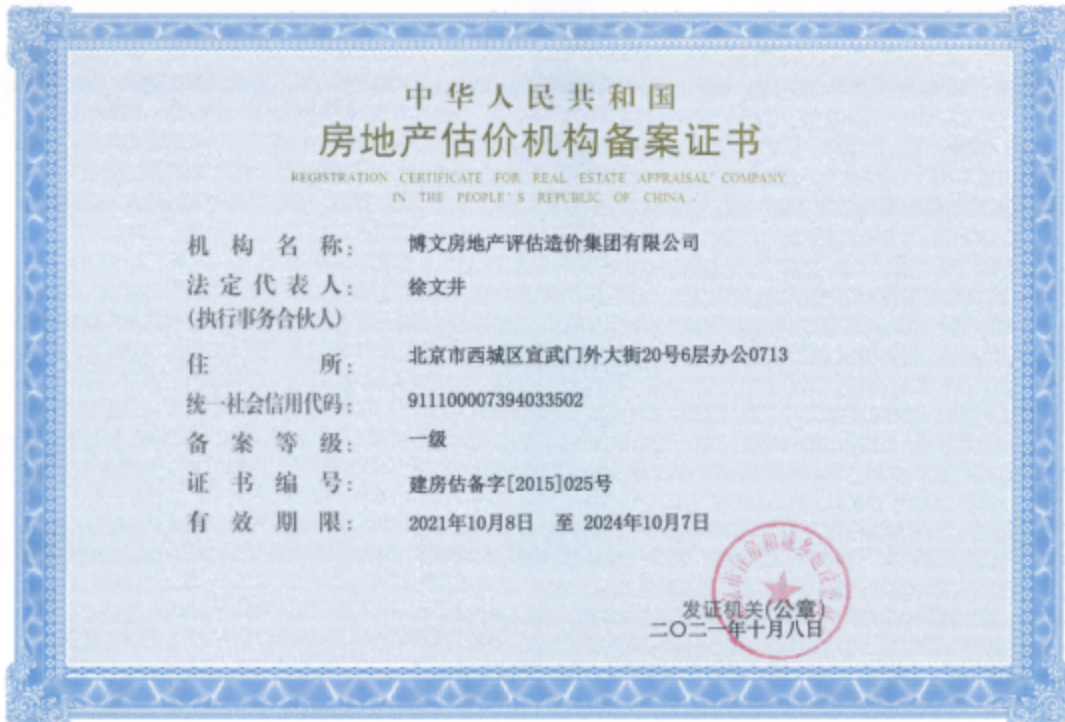 中华人民共和国
房地产估价机构备案证书
REGISTRATION CERTIFICATE FOR REAL ESTATE APPRAISAL COMPANY
IN THE PEOPLE'S REPUBLIC OF CHINA
机构名称: 博文房地产评估造价集团有限公司
法定代表人: 徐文井
(执行事务合伙人)
住所: 北京市西城区宣武门外大街20号6层办公0713
统一社会信用代码: 911100007394033502
备案等级: 一级
证书编号: 建房估备字[2015]025号
有效期限: 2021年10月8日 至 2024年10月7日
发证机关(公章)
二〇二一年十月八日